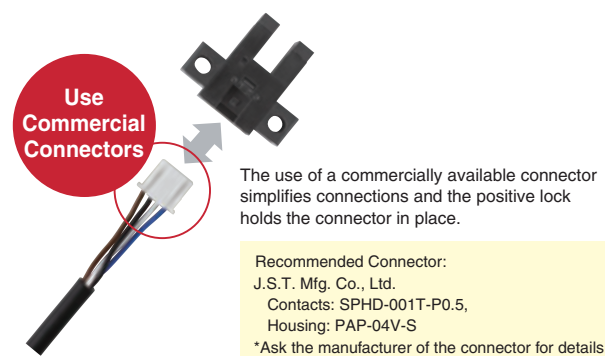 Use
Commercial
Connectors
The use of a commercially available connector
simplifies connections and the positive lock
holds the connector in place.
Recommended Connector:
J.S.T. Mfg. Co., Ltd.
Contacts: SPHD-001T-P0.5,
Housing: PAP-04V-S
*Ask the manufacturer of the connector for details